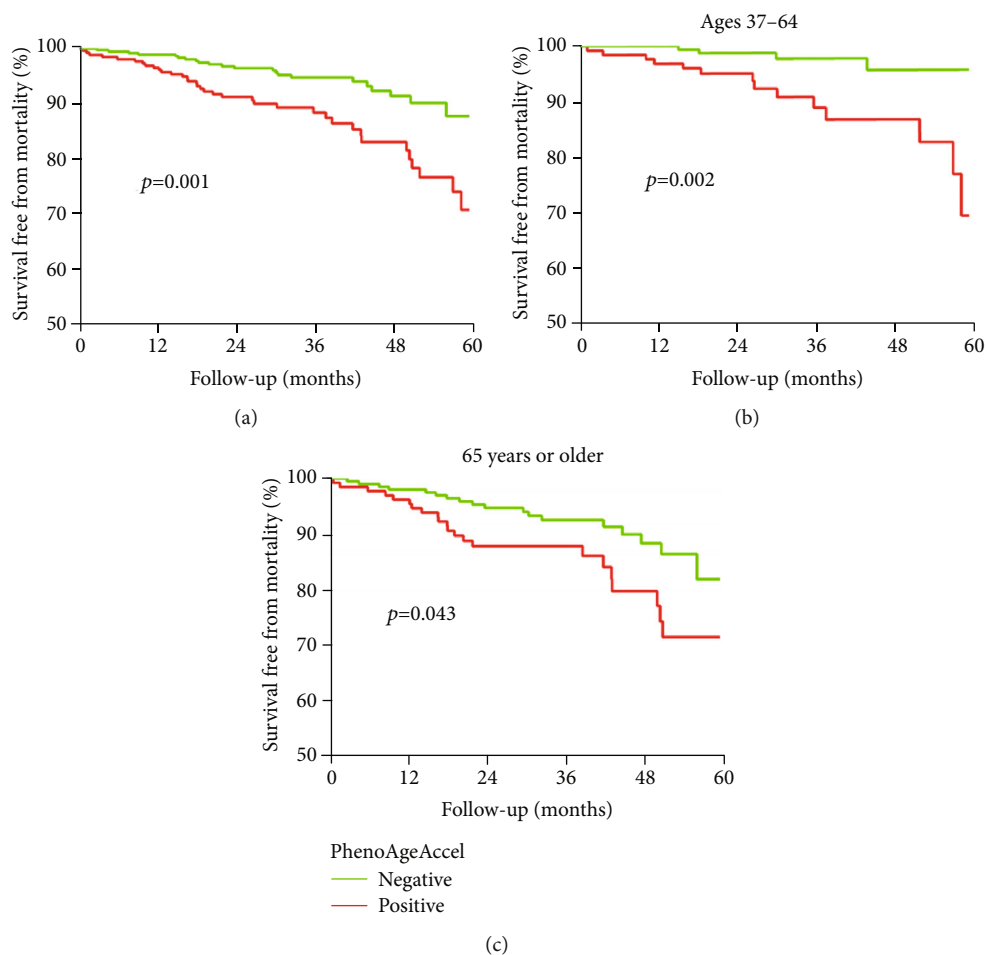 Survival free from mortality (%)
100
90
80
70
60
50
p=0.001
0 12 24 36 48 60
Follow-up (months)
(a)
Ages 37–64
Survival free from mortality (%)
100
90
80
70
60
50
p=0.002
0 12 24 36 48 60
Follow-up (months)
(b)
65 years or older
Survival free from mortality (%)
100
90
80
70
60
50
p=0.043
0 12 24 36 48 60
Follow-up (months)
PhenoAgeAccel
Negative
Positive
(c)